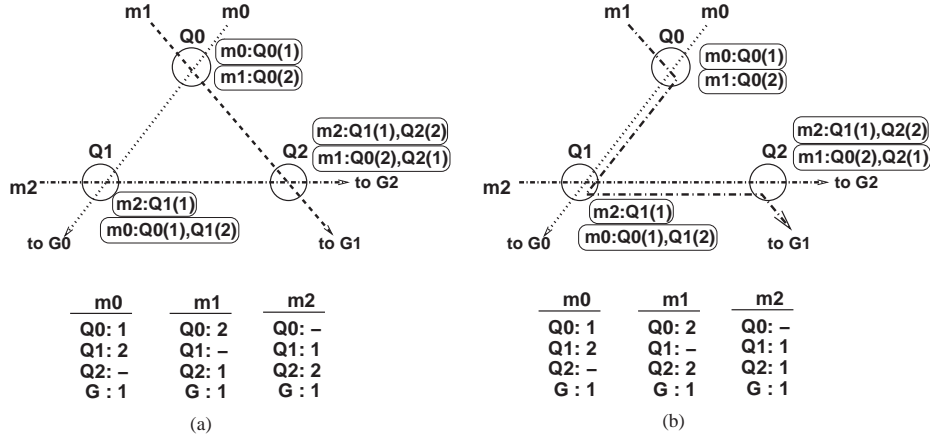 m1
m0
Q0
m0:Q0(1)
m1:Q0(2)
Q1
Q2
m2:Q1(1),Q2(2)
m1:Q0(2),Q2(1)
m2
to G2
m2:Q1(1)
m0:Q0(1),Q1(2)
to G0
to G1
m0 m1 m2
Q0: 1 Q0: 2 Q0: –
Q1: 2 Q1: – Q1: 1
Q2: – Q2: 1 Q2: 2
G : 1 G : 1 G : 1
(a)
m1
m0
Q0
m0:Q0(1)
m1:Q0(2)
Q1
Q2
m2:Q1(1),Q2(2)
m1:Q0(2),Q2(1)
m2
to G2
m2:Q1(1)
m0:Q0(1),Q1(2)
to G0
to G1
m0 m1 m2
Q0: 1 Q0: 2 Q0: –
Q1: 2 Q1: – Q1: 1
Q2: – Q2: 2 Q2: 1
G : 1 G : 1 G : 1
(b)